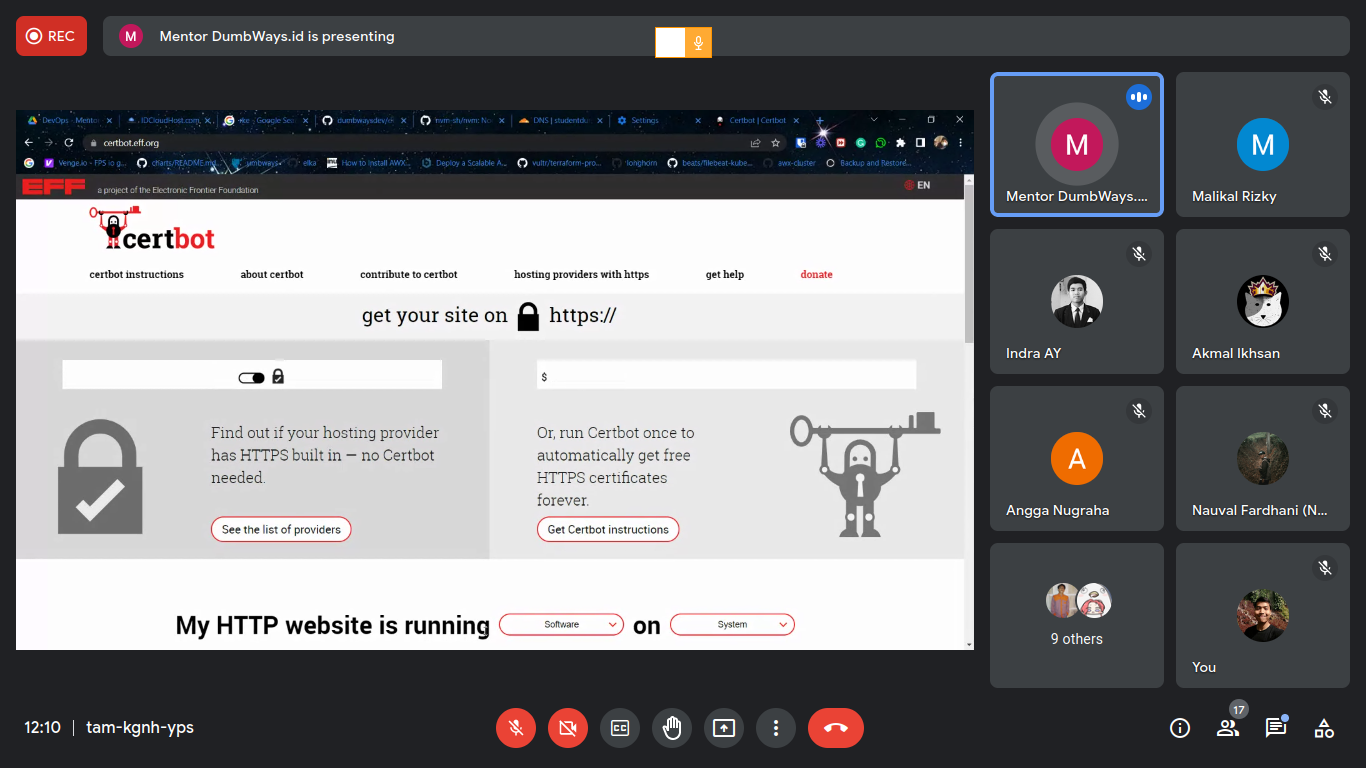 REC
M
Mentor DumbWays.id is presenting
DevOps - Mento
IDCloudHost.com,
Google Sea
dumbwaysdev/
nvm-sh/nvm: No
DNS | studentdu
Settings
Certbot | Certbot
certbot.eff.org
Venge.io - FPS io g...
charts/README.md...
elka
How to Install AWX...
Deploy a Scalable A...
vultr/terraform-pro...
longhorn
beats/filebeat-kube...
awx-cluster
Backup and Restore...
EFF
a project of the Electronic Frontier Foundation
EN
certbot
certbot instructions
about certbot
contribute to certbot
hosting providers with https
get help
donate
get your site on https://
$
Find out if your hosting provider
has HTTPS built in — no Certbot
needed.
See the list of providers
Or, run Certbot once to
automatically get free
HTTPS certificates
forever.
Get Certbot instructions
My HTTP website is running Software on System
M
Mentor DumbWays....
M
Malikal Rizky
Indra AY
Akmal Ikhsan
A
Angga Nugraha
Nauval Fardhani (N...
9 others
You
12:10 | tam-kgnh-yps
CC
17